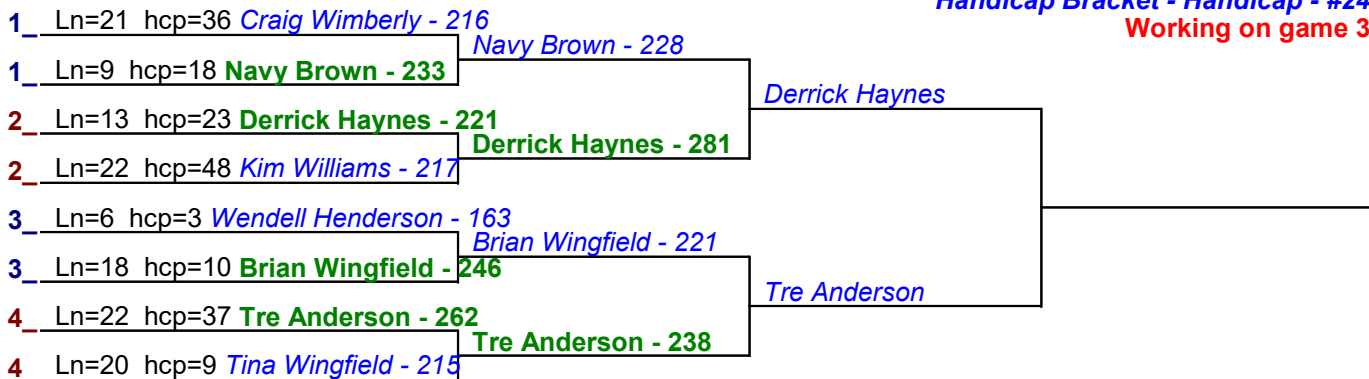 Handicap Bracket - Handicap - #24
Working on game 3
1_ Ln=21 hcp=36 Craig Wimberly - 216
Navy Brown - 228
1_ Ln=9 hcp=18 Navy Brown - 233
Derrick Haynes
2_ Ln=13 hcp=23 Derrick Haynes - 221
Derrick Haynes - 281
2_ Ln=22 hcp=48 Kim Williams - 217
3_ Ln=6 hcp=3 Wendell Henderson - 163
Brian Wingfield - 221
3_ Ln=18 hcp=10 Brian Wingfield - 246
Tre Anderson
4_ Ln=22 hcp=37 Tre Anderson - 262
Tre Anderson - 238
4 Ln=20 hcp=9 Tina Wingfield - 215